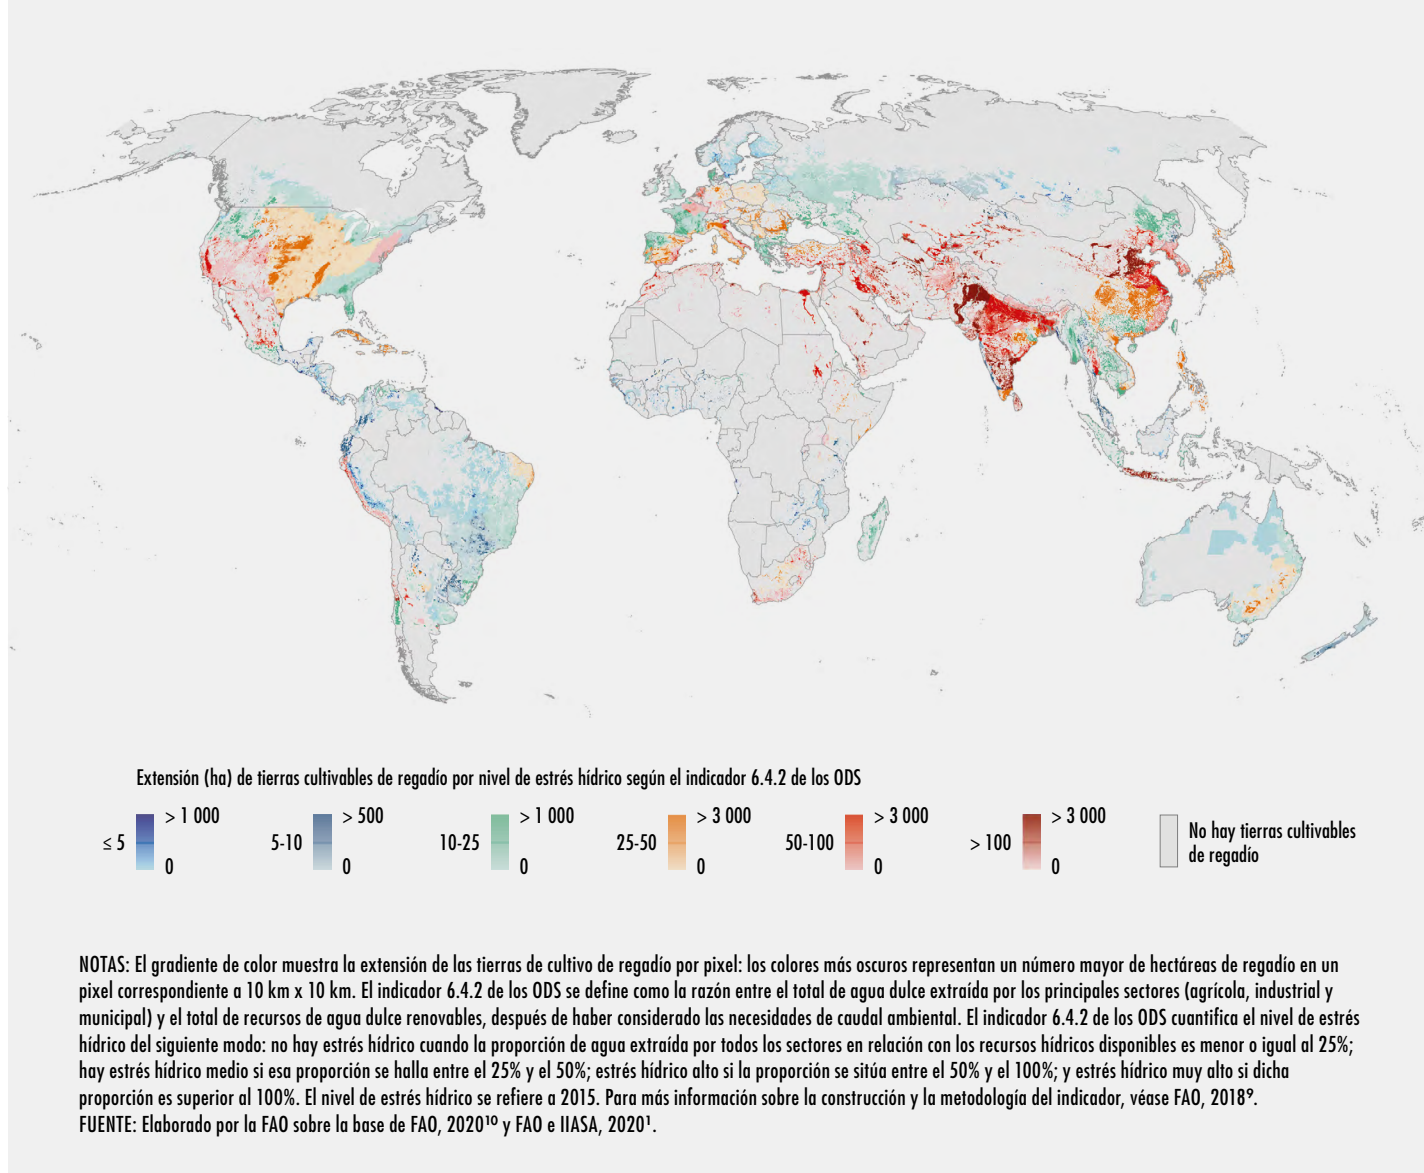 Extensión (ha) de tierras cultivables de regadío por nivel de estrés hídrico según el indicador 6.4.2 de los ODS
≤ 5 > 1 000 0
5-10 > 500 0
10-25 > 1 000 0
25-50 > 3 000 0
50-100 > 3 000 0
> 100 > 3 000 0
No hay tierras cultivables
de regadío
NOTAS: El gradiente de color muestra la extensión de las tierras de cultivo de regadío por pixel: los colores más oscuros representan un número mayor de hectáreas de regadío en un
pixel correspondiente a 10 km x 10 km. El indicador 6.4.2 de los ODS se define como la razón entre el total de agua dulce extraída por los principales sectores (agrícola, industrial y
municipal) y el total de recursos de agua dulce renovables, después de haber considerado las necesidades de caudal ambiental. El indicador 6.4.2 de los ODS cuantifica el nivel de estrés
hídrico del siguiente modo: no hay estrés hídrico cuando la proporción de agua extraída por todos los sectores en relación con los recursos hídricos disponibles es menor o igual al 25%;
hay estrés hídrico medio si esa proporción se halla entre el 25% y el 50%; estrés hídrico alto si la proporción se sitúa entre el 50% y el 100%; y estrés hídrico muy alto si dicha
proporción es superior al 100%. El nivel de estrés hídrico se refiere a 2015. Para más información sobre la construcción y la metodología del indicador, véase FAO, 2018⁹.
FUENTE: Elaborado por la FAO sobre la base de FAO, 2020¹⁰ y FAO e IIASA, 2020¹.